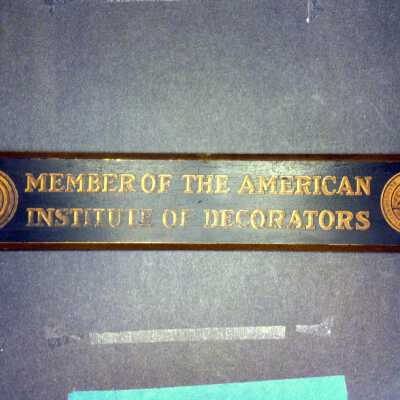 MEMBER OF THE AMERICAN
INSTITUTE OF DECORATORS